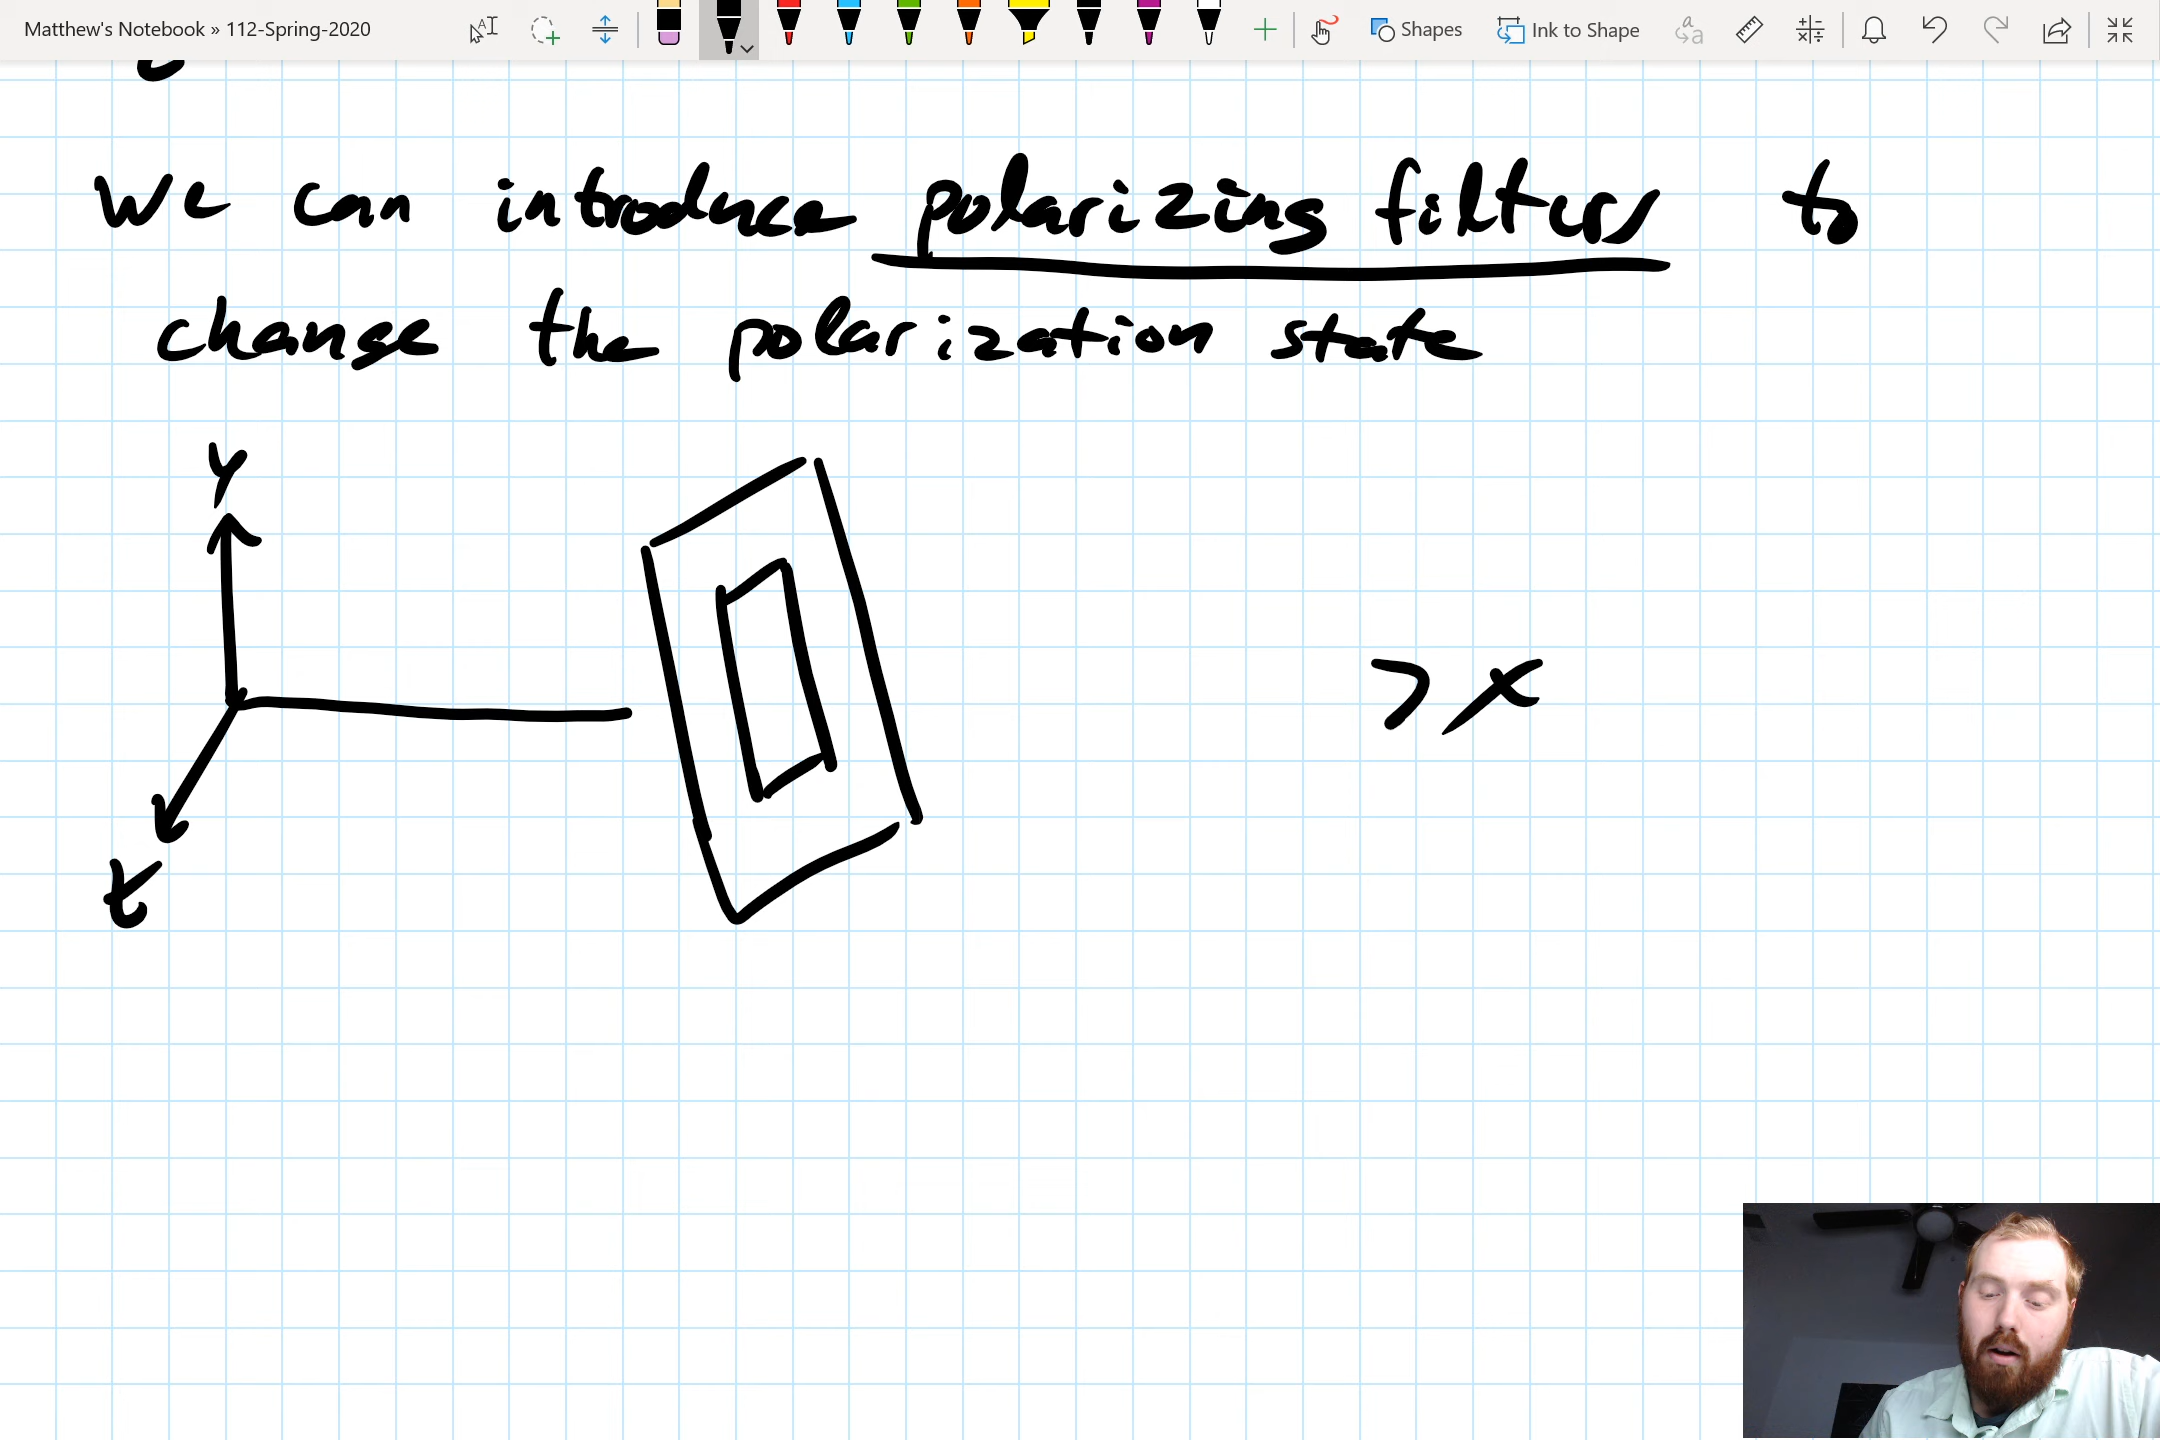 Matthew's Notebook » 112-Spring-2020
Shapes
Ink to Shape
we can introduce polarizing filters to
change the polarization state
y
x